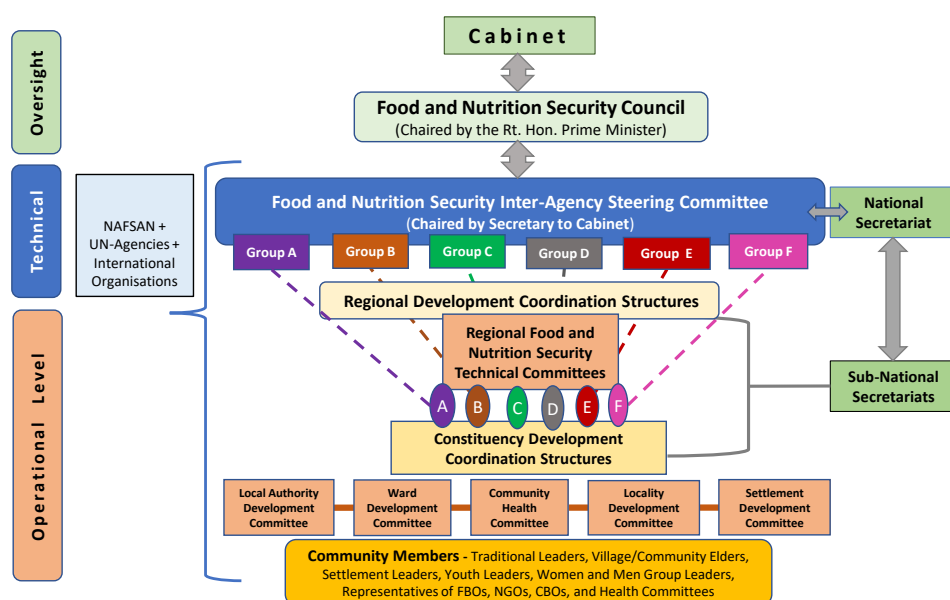 Cabinet
Oversight
Food and Nutrition Security Council
(Chaired by the Rt. Hon. Prime Minister)
Technical
NAFSAN +
UN-Agencies +
International
Organisations
Food and Nutrition Security Inter-Agency Steering Committee
(Chaired by Secretary to Cabinet)
National
Secretariat
Group A
Group B
Group C
Group D
Group E
Group F
Regional Development Coordination Structures
Operational Level
Regional Food and
Nutrition Security
Technical Committees
A
B
C
D
E
F
Sub-National
Secretariats
Constituency Development
Coordination Structures
Local Authority
Development
Committee
Ward
Development
Committee
Community
Health
Committee
Locality
Development
Committee
Settlement
Development
Committee
Community Members - Traditional Leaders, Village/Community Elders,
Settlement Leaders, Youth Leaders, Women and Men Group Leaders,
Representatives of FBOs, NGOs, CBOs, and Health Committees